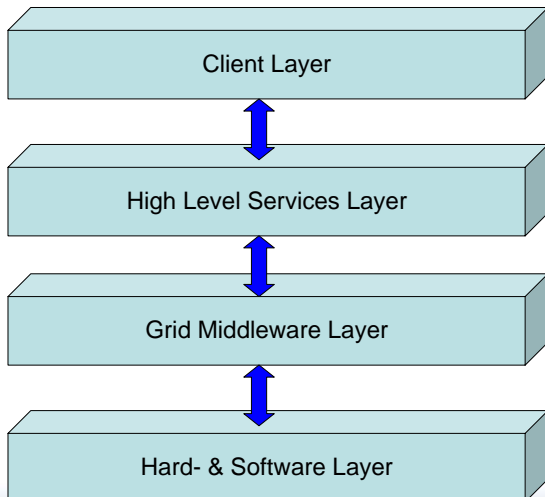 Client Layer
High Level Services Layer
Grid Middleware Layer
Hard- & Software Layer